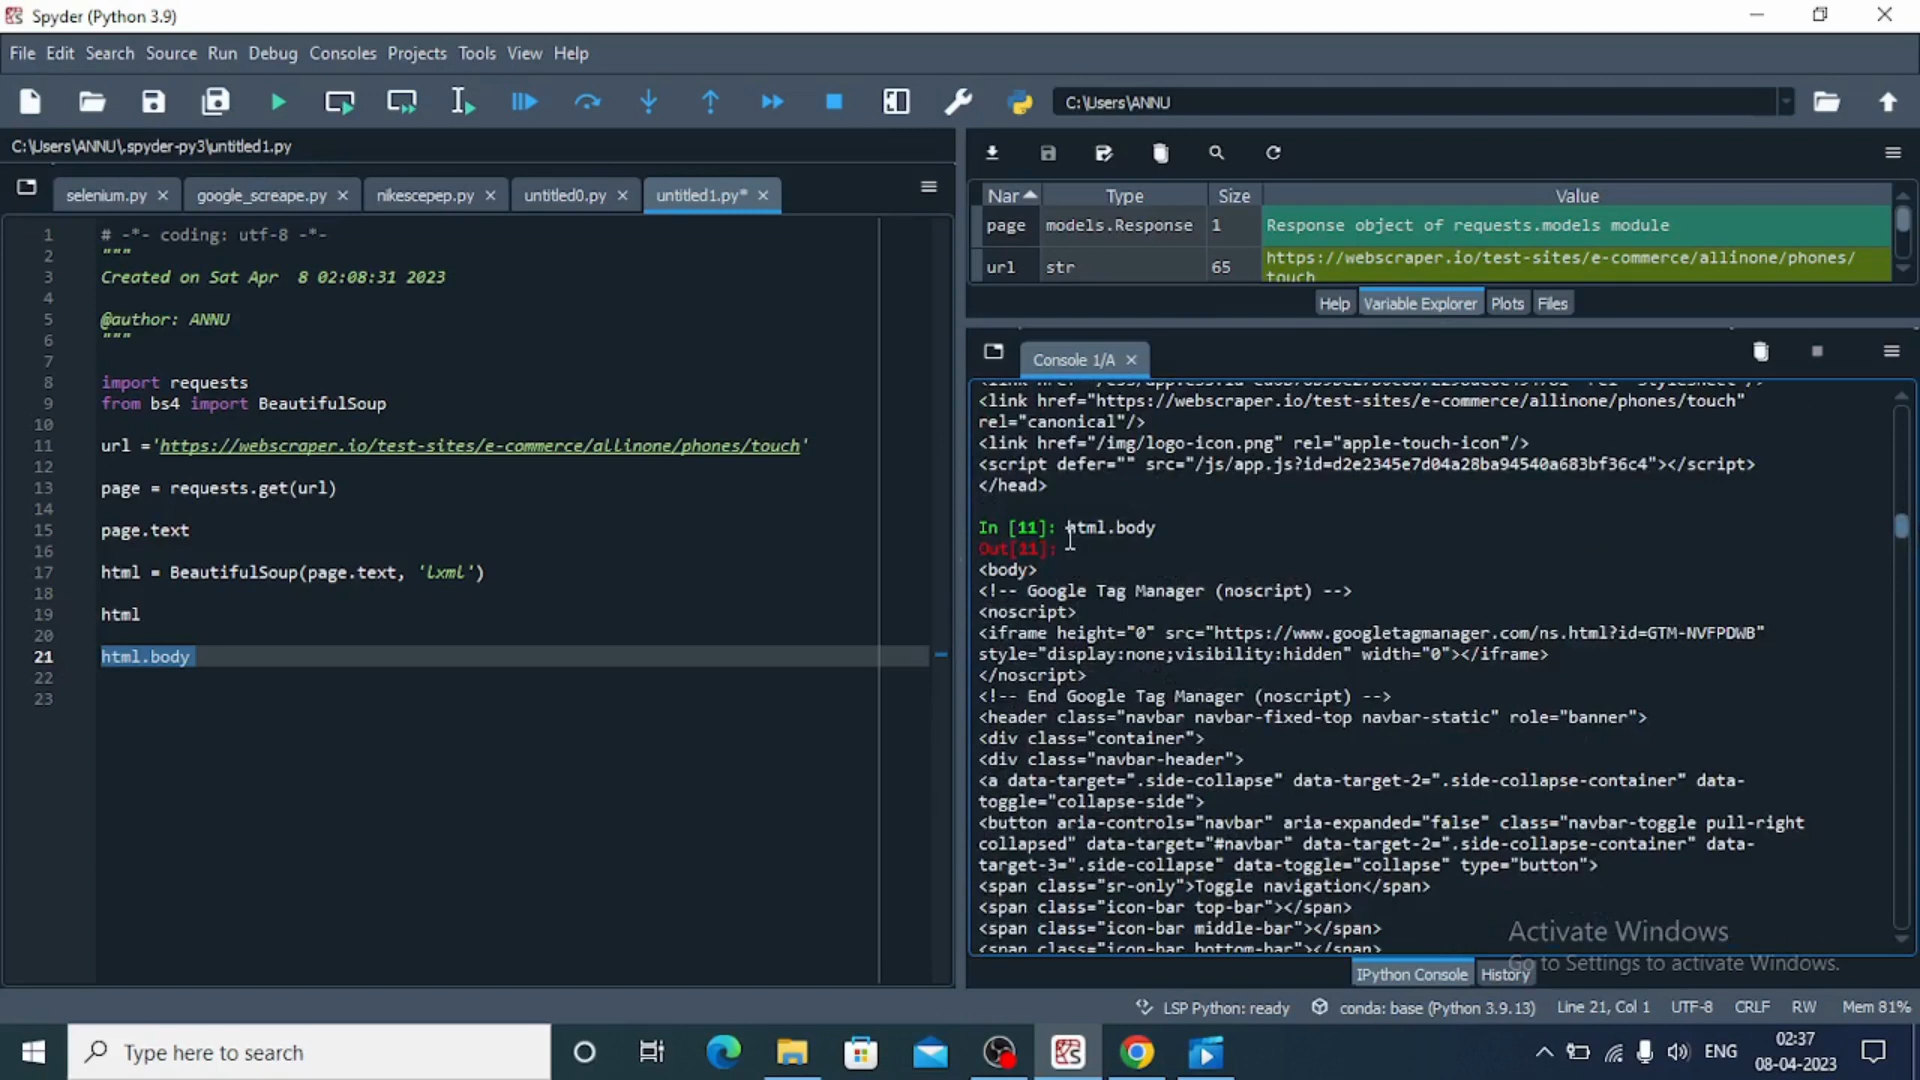 Spyder (Python 3.9)
File Edit Search Source Run Debug Consoles Projects Tools View Help
C:\Users\ANNU
C:\Users\ANNU\.spyder-py3\untitled1.py
selenium.py google_screape.py nikescepep.py untitled0.py untitled1.py*
1 # -*- coding: utf-8 -*-
2 """
3 Created on Sat Apr  8 02:08:31 2023
4
5 @author: ANNU
6 """
7
8 import requests
9 from bs4 import BeautifulSoup
10
11 url ='https://webscraper.io/test-sites/e-commerce/allinone/phones/touch'
12
13 page = requests.get(url)
14
15 page.text
16
17 html = BeautifulSoup(page.text, 'lxml')
18
19 html
20
21 html.body
22
23
Nar Type Size Value
page models.Response 1 Response object of requests.models module
url str 65 https://webscraper.io/test-sites/e-commerce/allinone/phones/
touch
Help Variable Explorer Plots Files
Console 1/A
<link href="https://webscraper.io/test-sites/e-commerce/allinone/phones/touch"
rel="canonical"/>
<link href="/img/logo-icon.png" rel="apple-touch-icon"/>
<script defer="" src="/js/app.js?id=d2e2345e7d04a28ba94540a683bf36c4"></script>
</head>
In [11]: html.body
Out[11]:
<body>
<!-- Google Tag Manager (noscript) -->
<noscript>
<iframe height="0" src="https://www.googletagmanager.com/ns.html?id=GTM-NVFPDWB"
style="display:none;visibility:hidden" width="0"></iframe>
</noscript>
<!-- End Google Tag Manager (noscript) -->
<header class="navbar navbar-fixed-top navbar-static" role="banner">
<div class="container">
<div class="navbar-header">
<a data-target=".side-collapse" data-target-2=".side-collapse-container" data-
toggle="collapse-side">
<button aria-controls="navbar" aria-expanded="false" class="navbar-toggle pull-right
collapsed" data-target="#navbar" data-target-2=".side-collapse-container" data-
target-3=".side-collapse" data-toggle="collapse" type="button">
<span class="sr-only">Toggle navigation</span>
<span class="icon-bar top-bar"></span>
<span class="icon-bar middle-bar"></span>
<span class="icon-bar bottom-bar"></span>
Activate Windows
Go to Settings to activate Windows.
IPython Console History
LSP Python: ready conda: base (Python 3.9.13) Line 21, Col 1 UTF-8 CRLF RW Mem 81%
Type here to search
ENG
02:37
08-04-2023